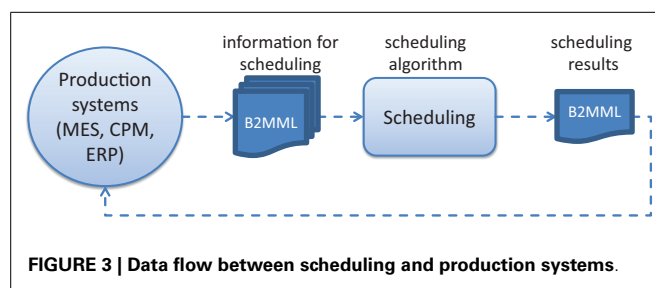 information for
scheduling
scheduling
algorithm
scheduling
results
Production
systems
(MES, CPM,
ERP)
B2MML
Scheduling
B2MML
FIGURE 3 | Data flow between scheduling and production systems.